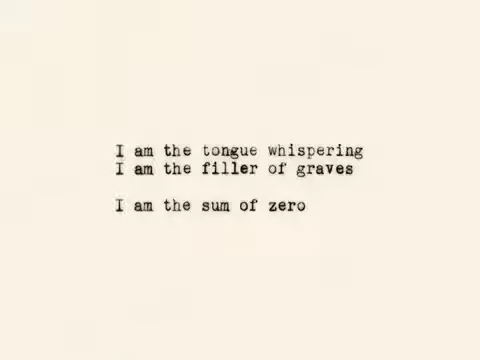 I am the tongue whispering
I am the filler of graves
I am the sum of zero